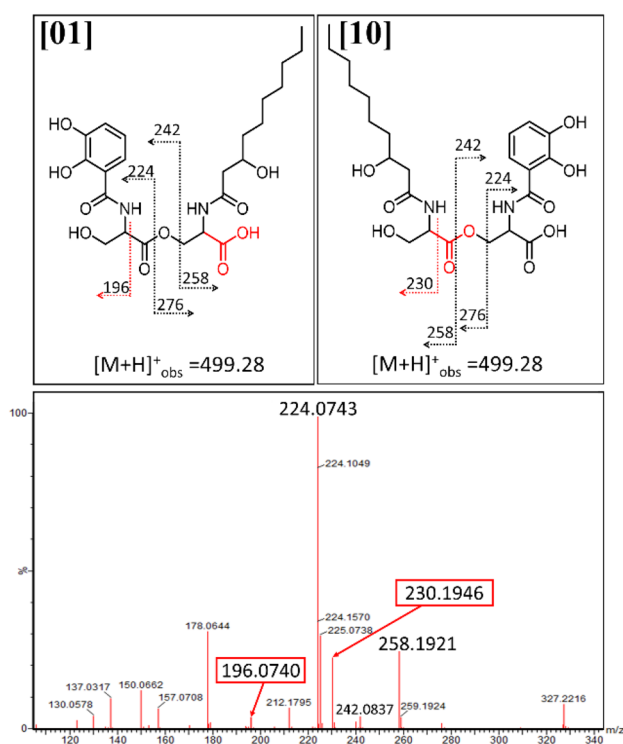 [01]
242
HO
OH
OH
224
O
NH
HN
O
HO
O
O
OH
O
196
258
276
[M+H]+obs =499.28
[10]
242
OH
HO
OH
224
O
NH
HN
O
HO
O
O
OH
O
230
276
258
[M+H]+obs =499.28
100
%
0
224.0743
224.1049
224.1570
225.0738
230.1946
258.1921
178.0644
196.0740
137.0317
150.0662
130.0578
157.0708
212.1795
242.0837
259.1924
327.2216
120 140 160 180 200 220 240 260 280 300 320 340 m/z